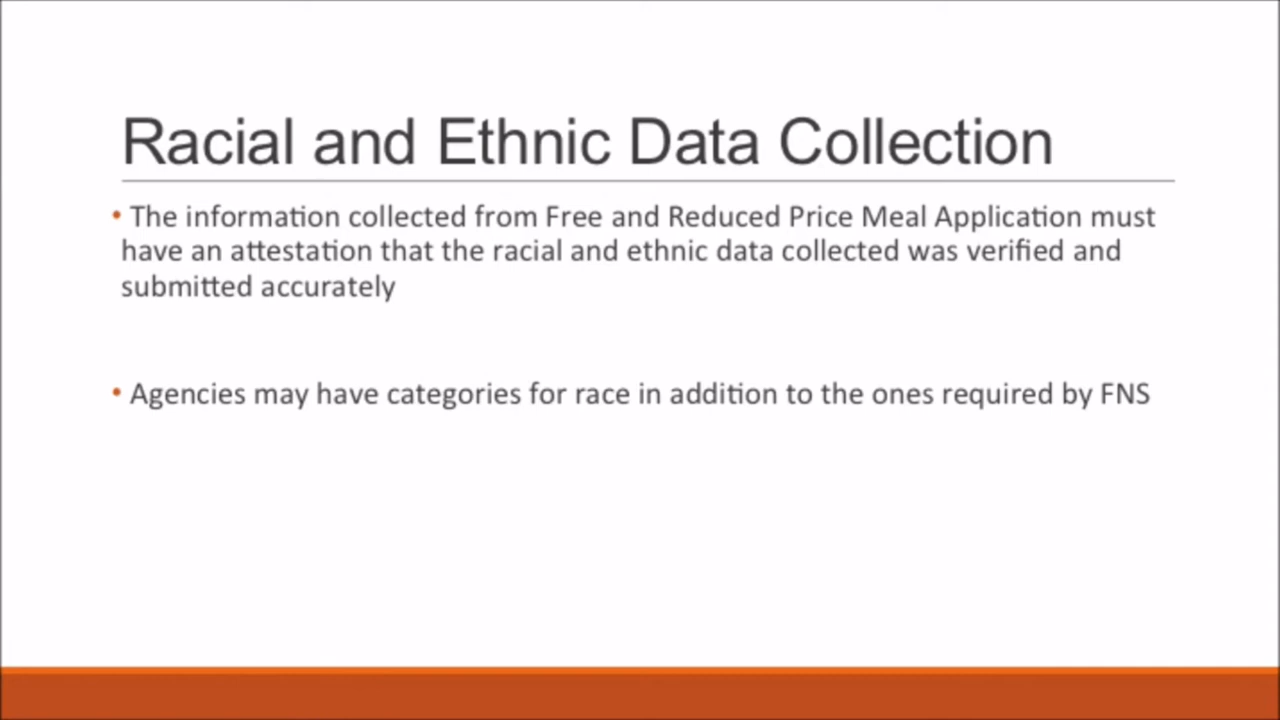 Racial and Ethnic Data Collection
• The information collected from Free and Reduced Price Meal Application must
have an attestation that the racial and ethnic data collected was verified and
submitted accurately
• Agencies may have categories for race in addition to the ones required by FNS